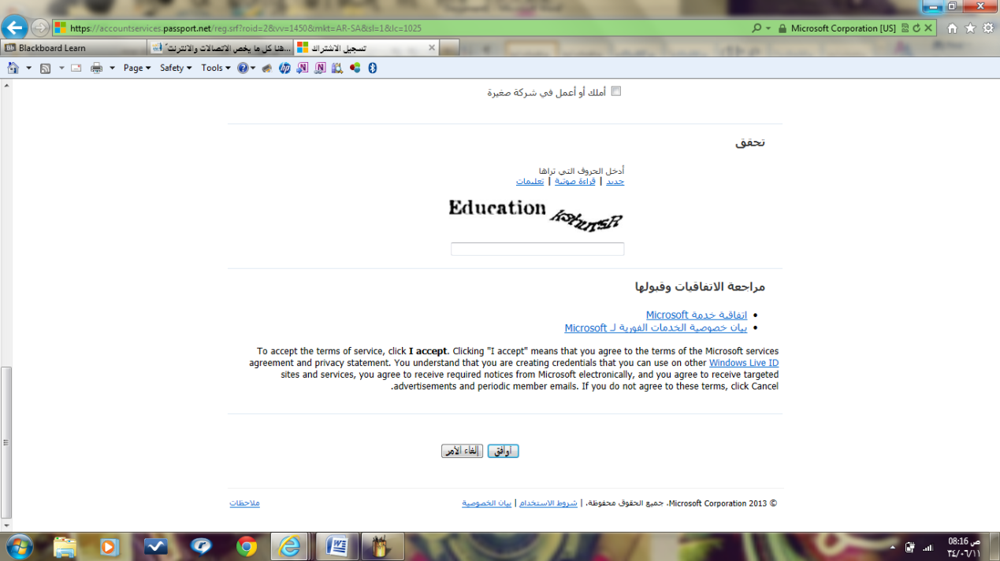 https://accountservices.passport.net/reg.srf?roid=2&vv=1450&mkt=AR-SA&sl=1&lc=1025
Microsoft Corporation [US]
Blackboard Learn
هنا كل ما يخص الاتصالات والانترنت...
تسجيل الاشتراك
Page
Safety
Tools
أملك أو أعمل في شركة صغيرة
تحقق
أدخل الحروف التي تراها
جديد | قراءة صوتية | تعليمات
Education
مراجعة الاتفاقيات وقبولها
• اتفاقية خدمة Microsoft
• بيان خصوصية الخدمات الفورية لـ Microsoft
To accept the terms of service, click I accept. Clicking "I accept" means that you agree to the terms of the Microsoft services
agreement and privacy statement. You understand that you are creating credentials that you can use on other Windows Live ID
sites and services, you agree to receive required notices from Microsoft electronically, and you agree to receive targeted
advertisements and periodic member emails. If you do not agree to these terms, click Cancel.
أوافق
إلغاء الأمر
© 2013 Microsoft Corporation. جميع الحقوق محفوظة. | شروط الاستخدام | بيان الخصوصية
ملاحظات
08:16 ص
٣٤/٠٦/١١